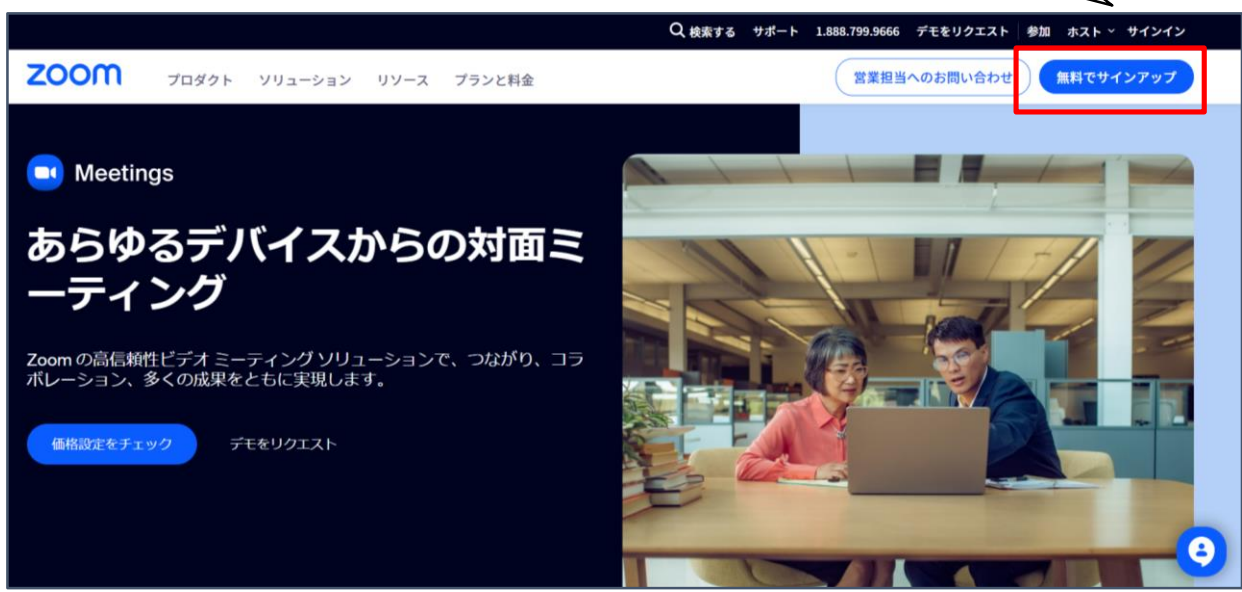 検索する サポート 1.888.799.9666 デモをリクエスト 参加 ホスト サインイン
zoom プロダクト ソリューション リソース プランと料金 営業担当へのお問い合わせ 無料でサインアップ
Meetings
あらゆるデバイスからの対面ミ
ーティング
Zoom の高信頼性ビデオ ミーティング ソリューションで、つながり、コラ
ボレーション、多くの成果をともに実現します。
価格設定をチェック デモをリクエスト